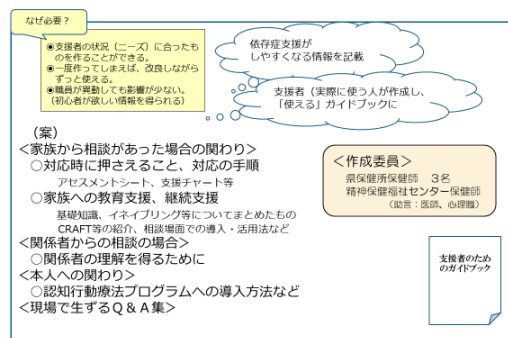 なぜ必要？
◉支援者の状況（ニーズ）に合ったも
のを作ることができる。
◉一度作ってしまえば、改良しながら
ずっと使える。
◉職員が異動しても影響が少ない。
（初心者が欲しい情報を得られる）
依存症支援が
しやすくなる情報を記載
支援者（実際に使う人が作成し、
「使える」ガイドブックに
（案）
＜家族から相談があった場合の関わり＞
○対応時に押さえること、対応の手順
アセスメントシート、支援チャート等
○家族への教育支援、継続支援
基礎知識、イネイブリング等についてまとめたもの
CRAFT等の紹介、相談場面での導入・活用法など
＜関係者からの相談の場合＞
○関係者の理解を得るために
＜本人への関わり＞
○認知行動療法プログラムへの導入方法など
＜現場で生ずるＱ＆Ａ集＞
＜作成委員＞
県保健所保健師　３名
精神保健福祉センター保健師
（助言：医師、心理職）
支援者のため
のガイドブック